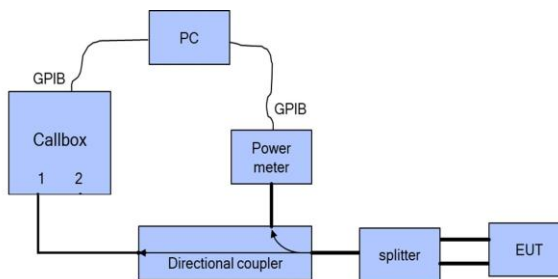 PC
GPIB
GPIB
Callbox
1 2
Power
meter
Directional coupler
splitter
EUT